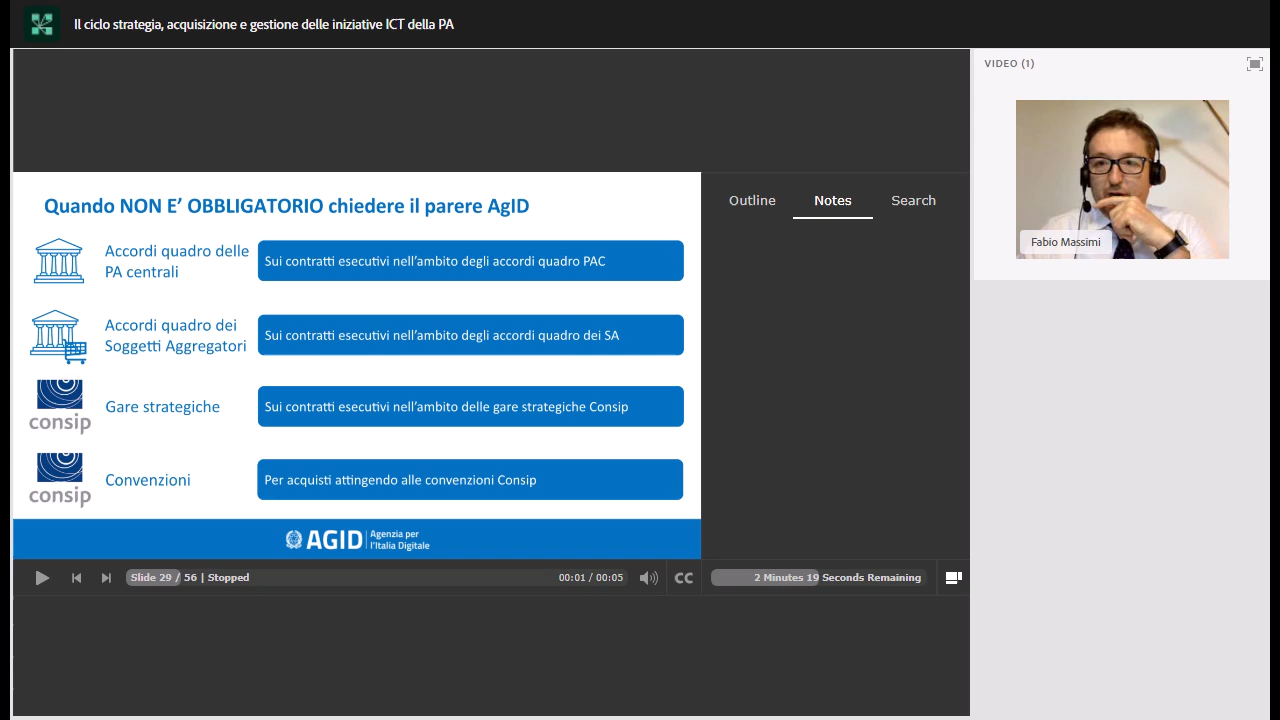 Il ciclo strategia, acquisizione e gestione delle iniziative ICT della PA
VIDEO (1)
Fabio Massimi
Outline Notes Search
Quando NON E' OBBLIGATORIO chiedere il parere AgID
Accordi quadro delle
PA centrali
Sui contratti esecutivi nell'ambito degli accordi quadro PAC
Accordi quadro dei
Soggetti Aggregatori
Sui contratti esecutivi nell'ambito degli accordi quadro dei SA
consip
Gare strategiche
Sui contratti esecutivi nell'ambito delle gare strategiche Consip
consip
Convenzioni
Per acquisti attingendo alle convenzioni Consip
AGID
Agenzia per
l'Italia Digitale
Slide 29 / 56 | Stopped
00:01 / 00:05
CC
2 Minutes 19 Seconds Remaining